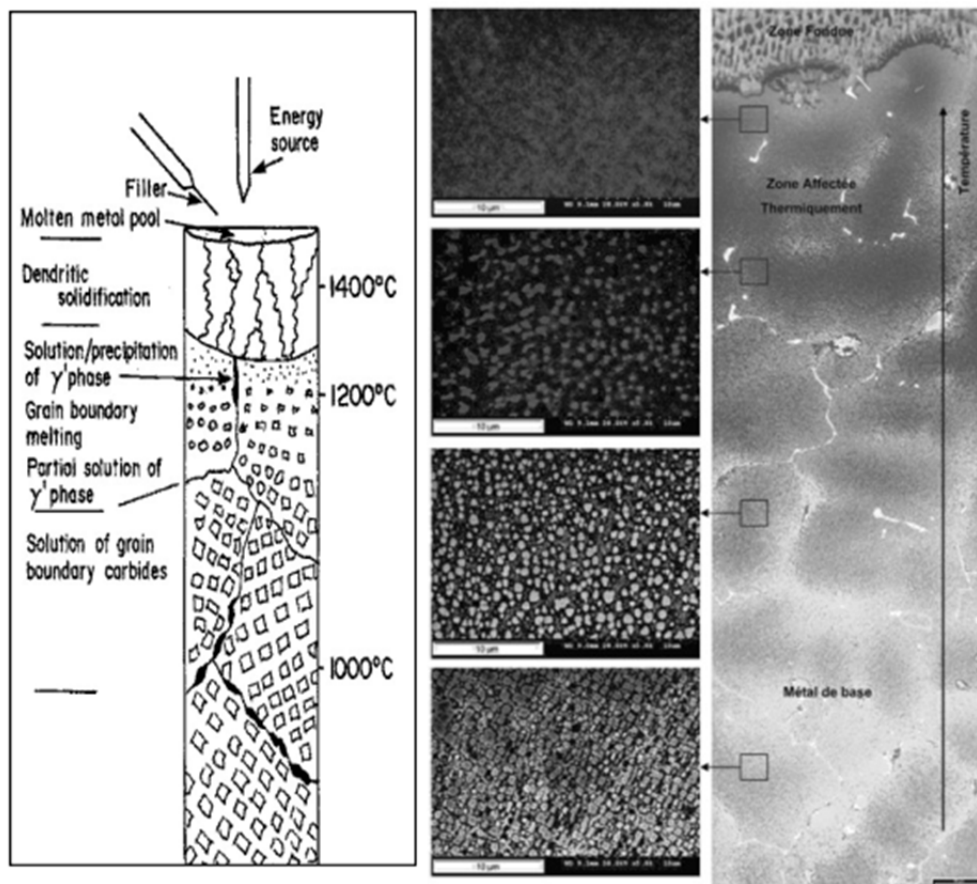 Energy
source
Filler
Molten metal pool
Dendritic
solidification
1400°C
Solution/precipitation
of γ' phase
1200°C
Grain boundary
melting
Partial solution of
γ' phase
Solution of grain
boundary carbides
1000°C
10 µm
10 µm
10 µm
10 µm
Zone Fondue
Température
Zone Affectée
Thermiquement
Métal de base